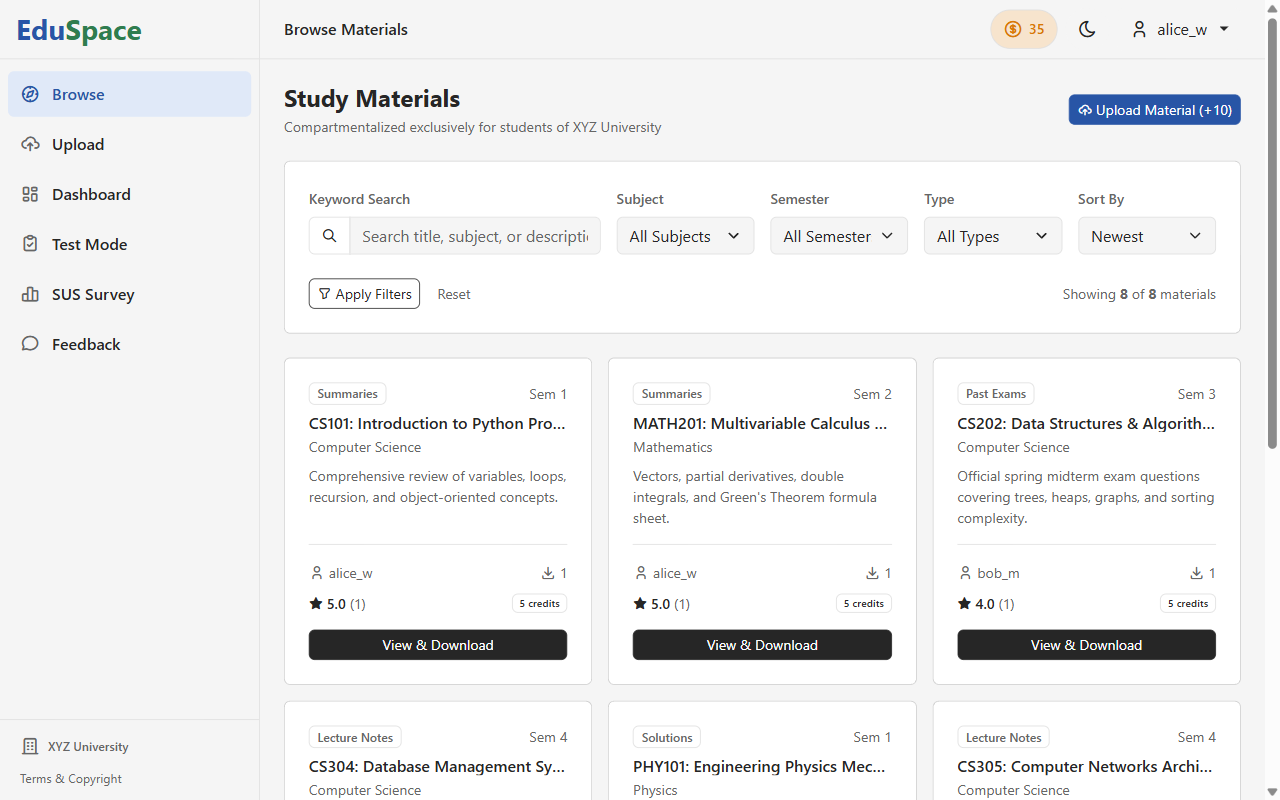 EduSpace
Browse Materials
35
alice_w
Browse
Upload
Dashboard
Test Mode
SUS Survey
Feedback
XYZ University
Terms & Copyright
Study Materials
Compartmentalized exclusively for students of XYZ University
Upload Material (+10)
Keyword Search
Subject
Semester
Type
Sort By
Search title, subject, or descripti
All Subjects
All Semester
All Types
Newest
Apply Filters
Reset
Showing 8 of 8 materials
Summaries
Sem 1
CS101: Introduction to Python Pro...
Computer Science
Comprehensive review of variables, loops,
recursion, and object-oriented concepts.
alice_w
1
5.0 (1)
5 credits
View & Download
Summaries
Sem 2
MATH201: Multivariable Calculus ...
Mathematics
Vectors, partial derivatives, double
integrals, and Green's Theorem formula
sheet.
alice_w
1
5.0 (1)
5 credits
View & Download
Past Exams
Sem 3
CS202: Data Structures & Algorith...
Computer Science
Official spring midterm exam questions
covering trees, heaps, graphs, and sorting
complexity.
bob_m
1
4.0 (1)
5 credits
View & Download
Lecture Notes
Sem 4
CS304: Database Management Sy...
Computer Science
Solutions
Sem 1
PHY101: Engineering Physics Mec...
Physics
Lecture Notes
Sem 4
CS305: Computer Networks Archi...
Computer Science